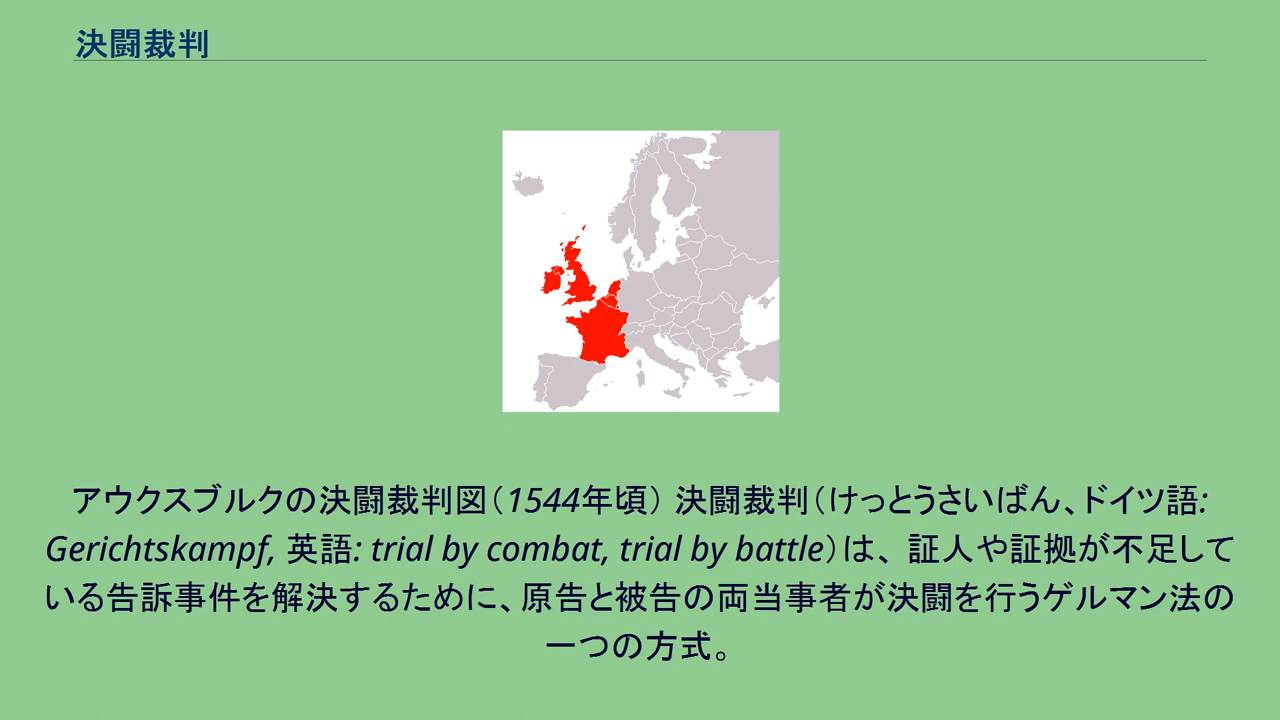 決闘裁判
アウクスブルクの決闘裁判図（1544年頃） 決闘裁判（けっとうさいばん、ドイツ語:
Gerichtskampf, 英語: trial by combat, trial by battle）は、 証人や証拠が不足して
いる告訴事件を解決するために、原告と被告の両当事者が決闘を行うゲルマン法の
一つの方式。